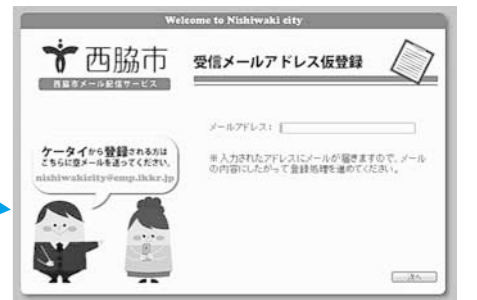 Welcome to Nishiwaki city
西脇市
西脇市メール配信サービス
受信メールアドレス仮登録
メールアドレス：
※入力されたアドレスにメールが届きますので、メール
の内容にしたがって登録処理を進めてください。
ケータイから登録される方は
こちらに空メールを送ってください。
nishiwakicity@emp.ikkr.jp
次へ